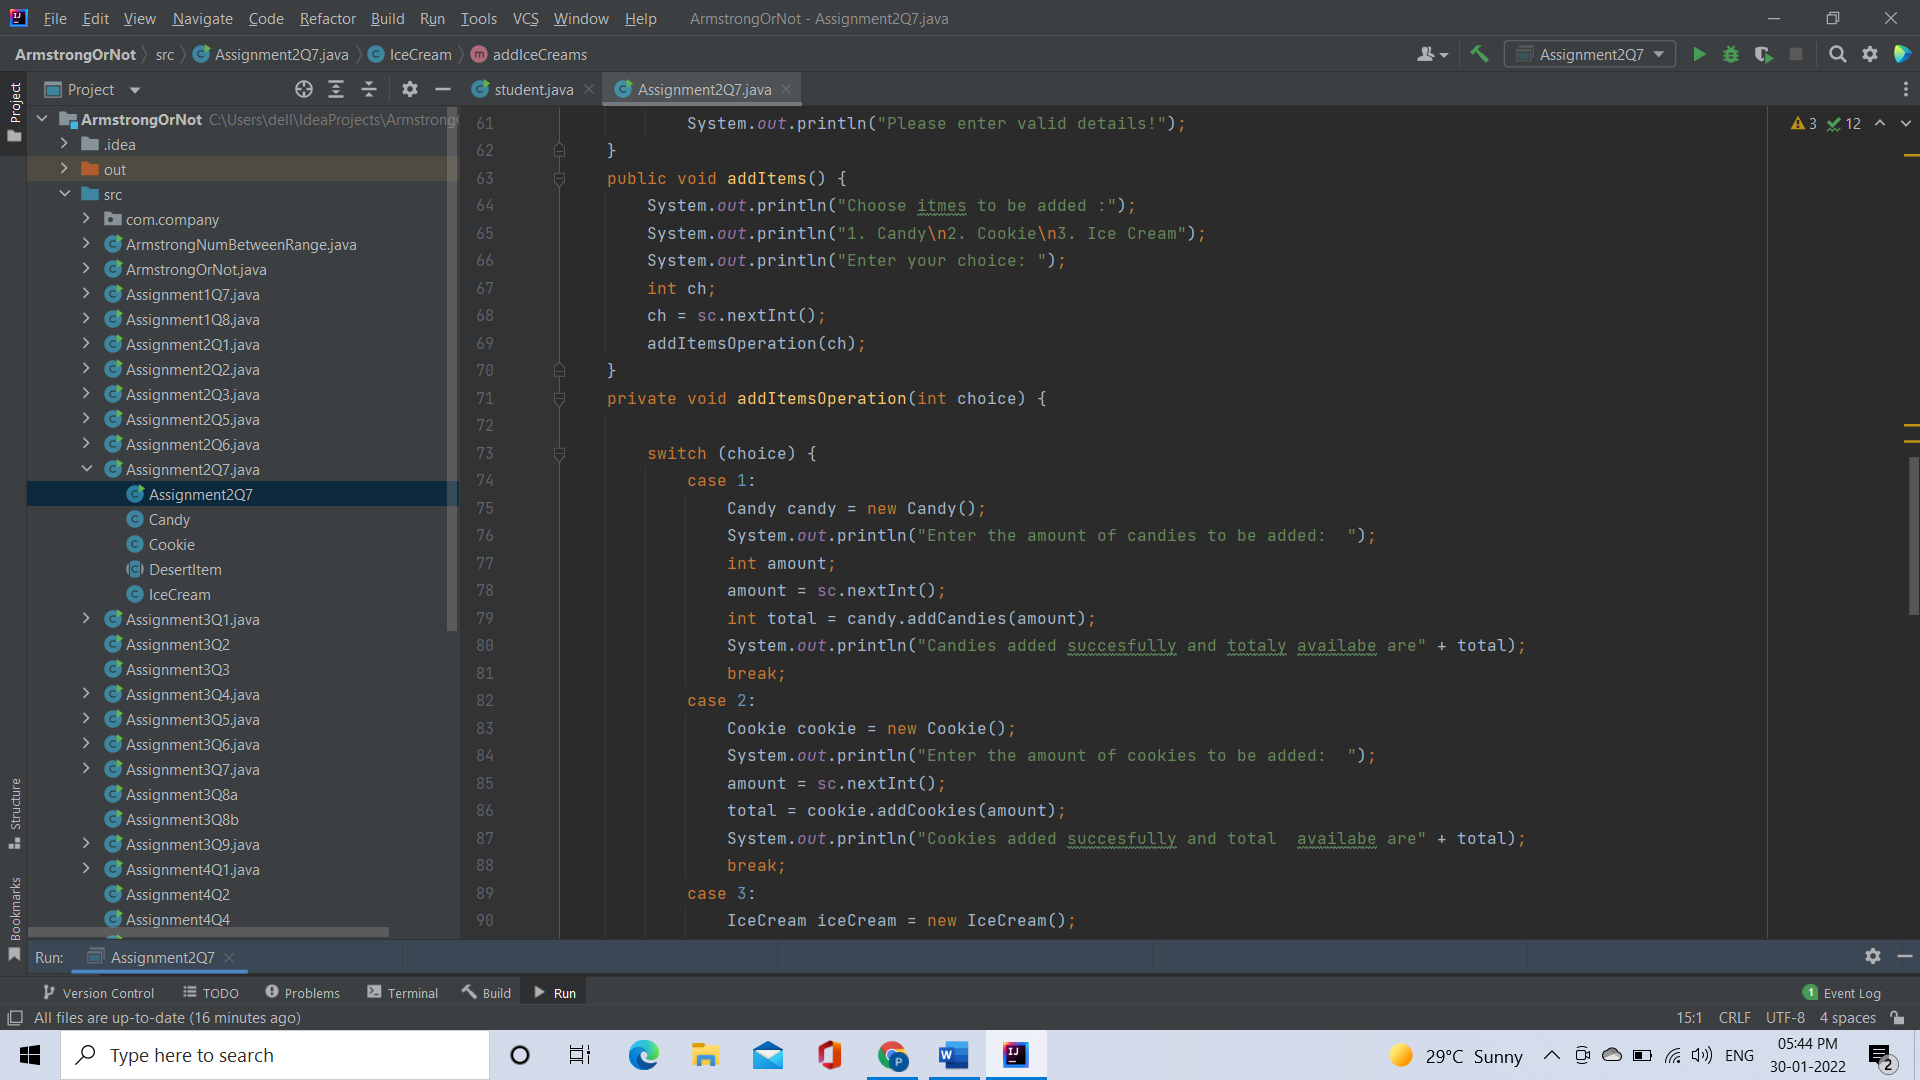 File Edit View Navigate Code Refactor Build Run Tools VCS Window Help ArmstrongOrNot - Assignment2Q7.java
ArmstrongOrNot src Assignment2Q7.java IceCream m addIceCreams Assignment2Q7
Project student.java Assignment2Q7.java
Project
ArmstrongOrNot C:\Users\dell\IdeaProjects\Armstrong
.idea
out
src
com.company
ArmstrongNumBetweenRange.java
ArmstrongOrNot.java
Assignment1Q7.java
Assignment1Q8.java
Assignment2Q1.java
Assignment2Q2.java
Assignment2Q3.java
Assignment2Q5.java
Assignment2Q6.java
Assignment2Q7.java
Assignment2Q7
Candy
Cookie
DesertItem
IceCream
Assignment3Q1.java
Assignment3Q2
Assignment3Q3
Assignment3Q4.java
Assignment3Q5.java
Assignment3Q6.java
Assignment3Q7.java
Assignment3Q8a
Assignment3Q8b
Assignment3Q9.java
Assignment4Q1.java
Assignment4Q2
Assignment4Q4
Structure
Bookmarks
3 12
61 System.out.println("Please enter valid details!");
62 }
63 public void addItems() {
64 System.out.println("Choose itmes to be added :");
65 System.out.println("1. Candy\n2. Cookie\n3. Ice Cream");
66 System.out.println("Enter your choice: ");
67 int ch;
68 ch = sc.nextInt();
69 addItemsOperation(ch);
70 }
71 private void addItemsOperation(int choice) {
72
73 switch (choice) {
74 case 1:
75 Candy candy = new Candy();
76 System.out.println("Enter the amount of candies to be added:  ");
77 int amount;
78 amount = sc.nextInt();
79 int total = candy.addCandies(amount);
80 System.out.println("Candies added succesfully and totaly availabe are" + total);
81 break;
82 case 2:
83 Cookie cookie = new Cookie();
84 System.out.println("Enter the amount of cookies to be added:  ");
85 amount = sc.nextInt();
86 total = cookie.addCookies(amount);
87 System.out.println("Cookies added succesfully and total  availabe are" + total);
88 break;
89 case 3:
90 IceCream iceCream = new IceCream();
Run: Assignment2Q7
Version Control TODO Problems Terminal Build Run 1 Event Log
All files are up-to-date (16 minutes ago) 15:1 CRLF UTF-8 4 spaces
Type here to search 29°C Sunny ENG 05:44 PM
30-01-2022 2